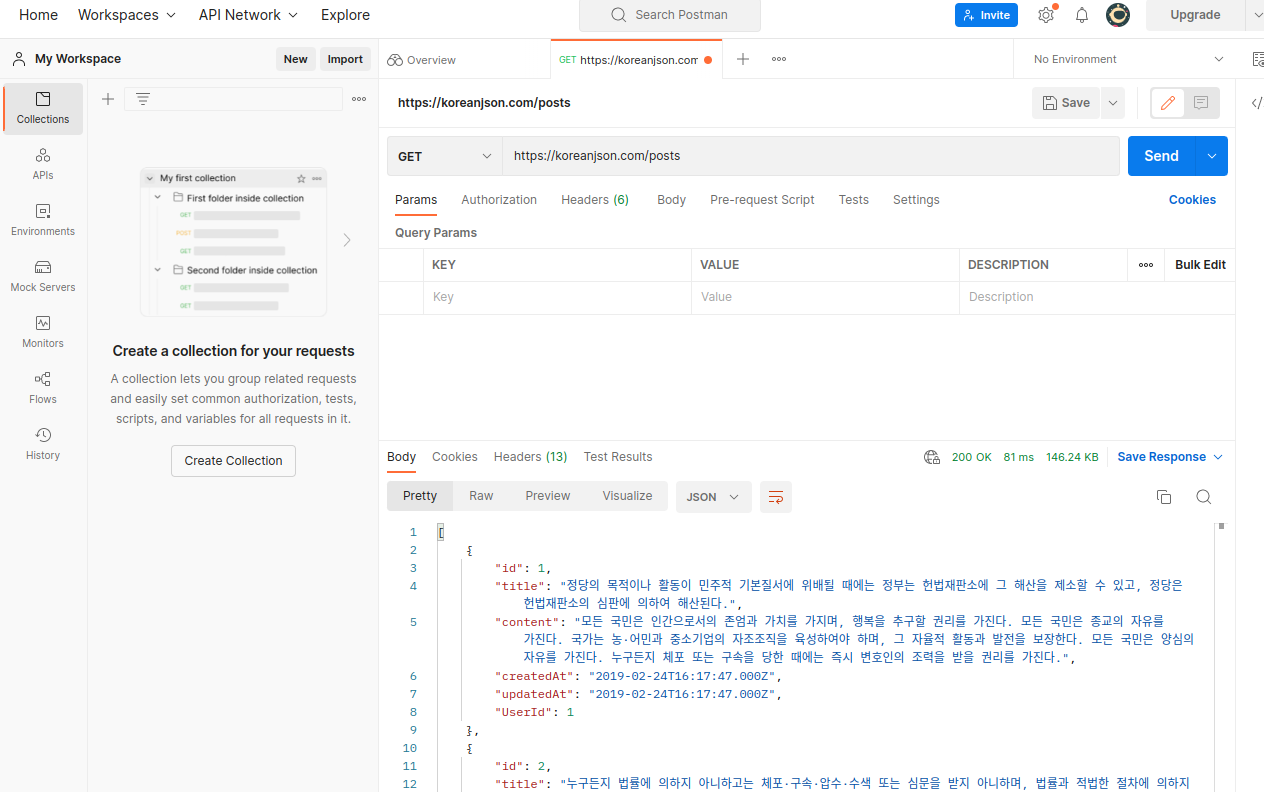 Home Workspaces API Network Explore Search Postman Invite Upgrade
My Workspace New Import Overview GET https://koreanjson.com No Environment
Collections
APIs
Environments
Mock Servers
Monitors
Flows
History
My first collection
First folder inside collection
GET
POST
GET
Second folder inside collection
GET
GET
Create a collection for your requests
A collection lets you group related requests
and easily set common authorization, tests,
scripts, and variables for all requests in it.
Create Collection
https://koreanjson.com/posts Save
GET https://koreanjson.com/posts Send
Params Authorization Headers (6) Body Pre-request Script Tests Settings Cookies
Query Params
KEY VALUE DESCRIPTION Bulk Edit
Key Value Description
Body Cookies Headers (13) Test Results 200 OK 81 ms 146.24 KB Save Response
Pretty Raw Preview Visualize JSON
1 [
2 {
3 "id": 1,
4 "title": "정당의 목적이나 활동이 민주적 기본질서에 위배될 때에는 정부는 헌법재판소에 그 해산을 제소할 수 있고, 정당은
헌법재판소의 심판에 의하여 해산된다.",
5 "content": "모든 국민은 인간으로서의 존엄과 가치를 가지며, 행복을 추구할 권리를 가진다. 모든 국민은 종교의 자유를
가진다. 국가는 농·어민과 중소기업의 자조조직을 육성하여야 하며, 그 자율적 활동과 발전을 보장한다. 모든 국민은 양심의
자유를 가진다. 누구든지 체포 또는 구속을 당한 때에는 즉시 변호인의 조력을 받을 권리를 가진다.",
6 "createdAt": "2019-02-24T16:17:47.000Z",
7 "updatedAt": "2019-02-24T16:17:47.000Z",
8 "UserId": 1
9 },
10 {
11 "id": 2,
12 "title": "누구든지 법률에 의하지 아니하고는 체포·구속·압수·수색 또는 심문을 받지 아니하며, 법률과 적법한 절차에 의하지